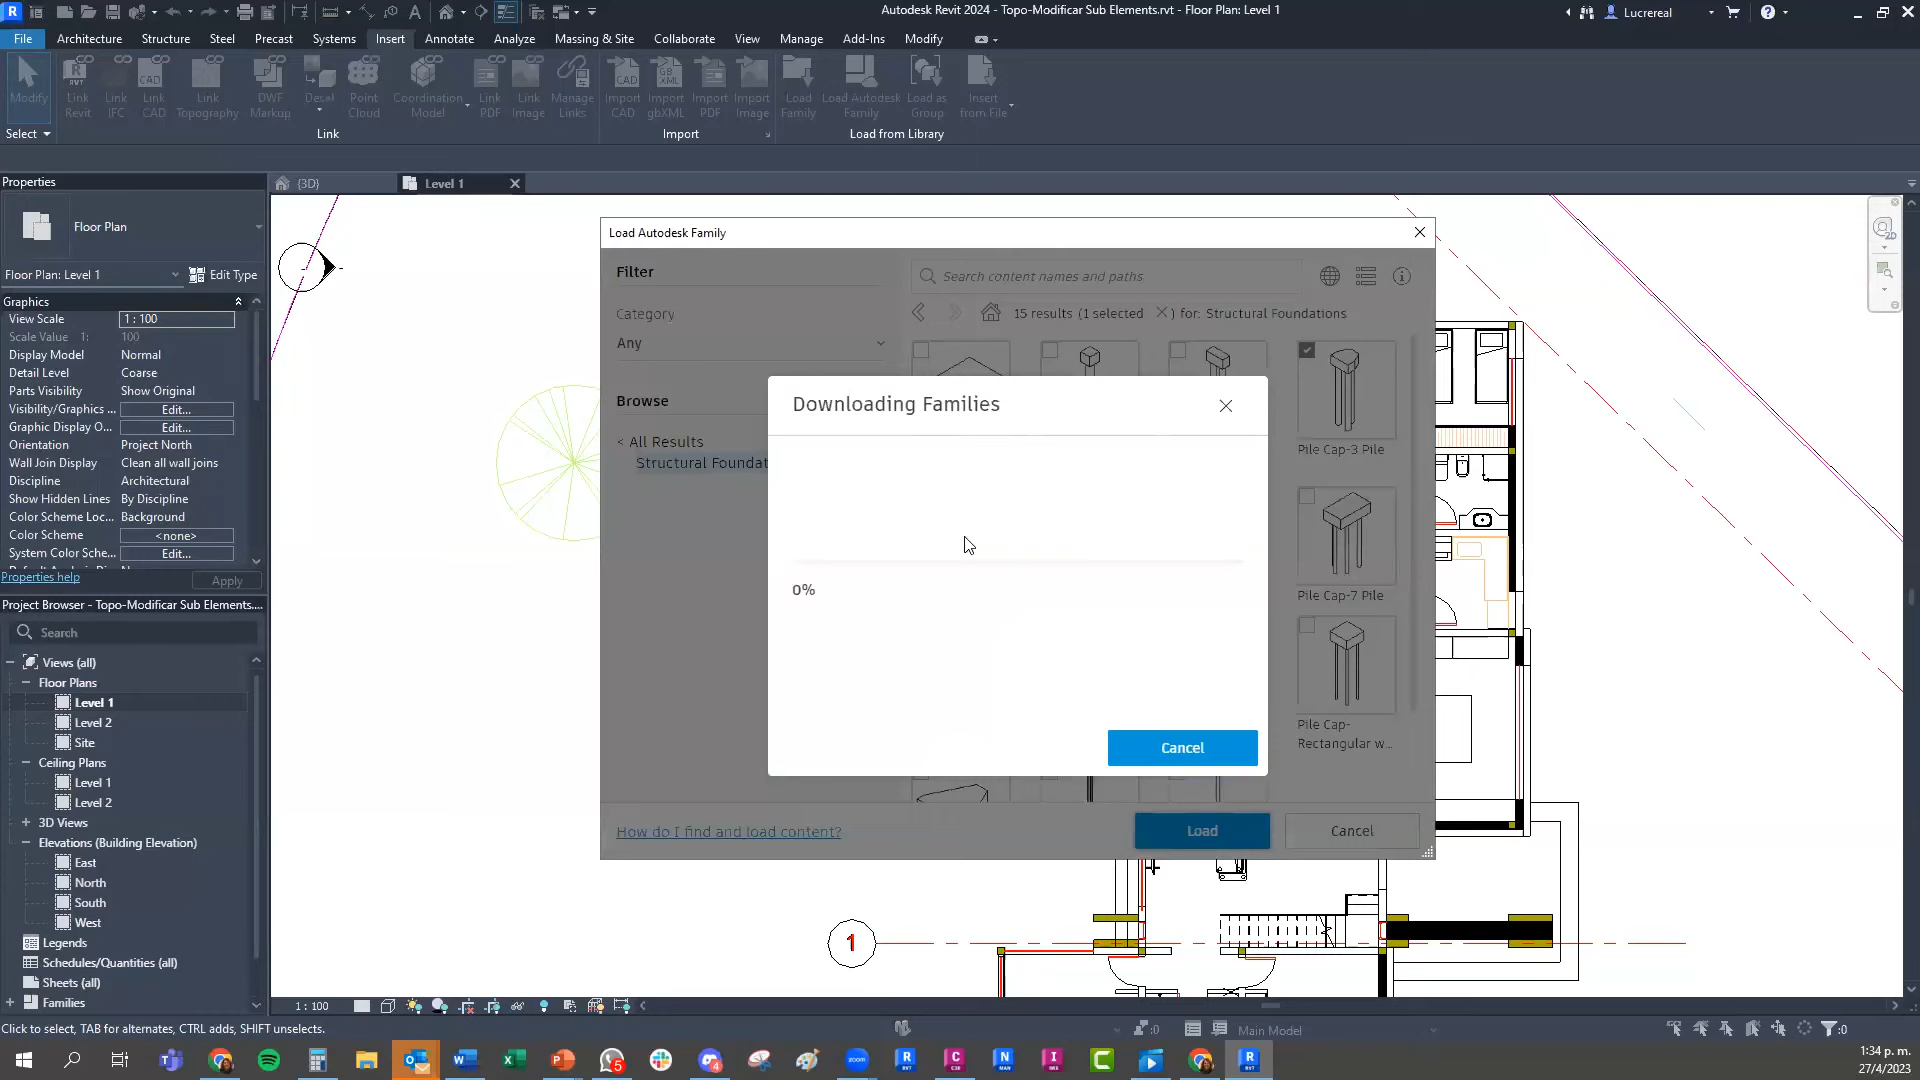 Autodesk Revit 2024 - Topo-Modificar Sub Elements.rvt - Floor Plan: Level 1
Lucrereal
File Architecture Structure Steel Precast Systems Insert Annotate Analyze Massing & Site Collaborate View Manage Add-Ins Modify
Modify
Link Revit
Link IFC
Link CAD
Link Topography
DWF Markup
Decal
Point Cloud
Coordination Model
Link PDF
Link Image
Manage Links
Import CAD
Import gbXML
Import PDF
Import Image
Load Family
Load Autodesk Family
Load as Group
Insert from File
Select
Link
Import
Load from Library
Properties
{3D}
Level 1
Floor Plan
Floor Plan: Level 1
Edit Type
Graphics
View Scale 1 : 100
Scale Value 1: 100
Display Model Normal
Detail Level Coarse
Parts Visibility Show Original
Visibility/Graphics ... Edit...
Graphic Display O... Edit...
Orientation Project North
Wall Join Display Clean all wall joins
Discipline Architectural
Show Hidden Lines By Discipline
Color Scheme Loc... Background
Color Scheme <none>
System Color Sche... Edit...
Properties help
Apply
Project Browser - Topo-Modificar Sub Elements....
Search
Views (all)
Floor Plans
Level 1
Level 2
Site
Ceiling Plans
Level 1
Level 2
3D Views
Elevations (Building Elevation)
East
North
South
West
Legends
Schedules/Quantities (all)
Sheets (all)
Families
Load Autodesk Family
Filter
Category
Any
Browse
< All Results
Structural Foundat
Search content names and paths
15 results (1 selected ) for: Structural Foundations
Pile Cap-3 Pile
Pile Cap-7 Pile
Pile Cap-
Rectangular w...
Downloading Families
0%
Cancel
How do I find and load content?
Load
Cancel
1
1 : 100
Click to select, TAB for alternates, CTRL adds, SHIFT unselects.
:0
Main Model
:0
1:34 p. m.
27/4/2023